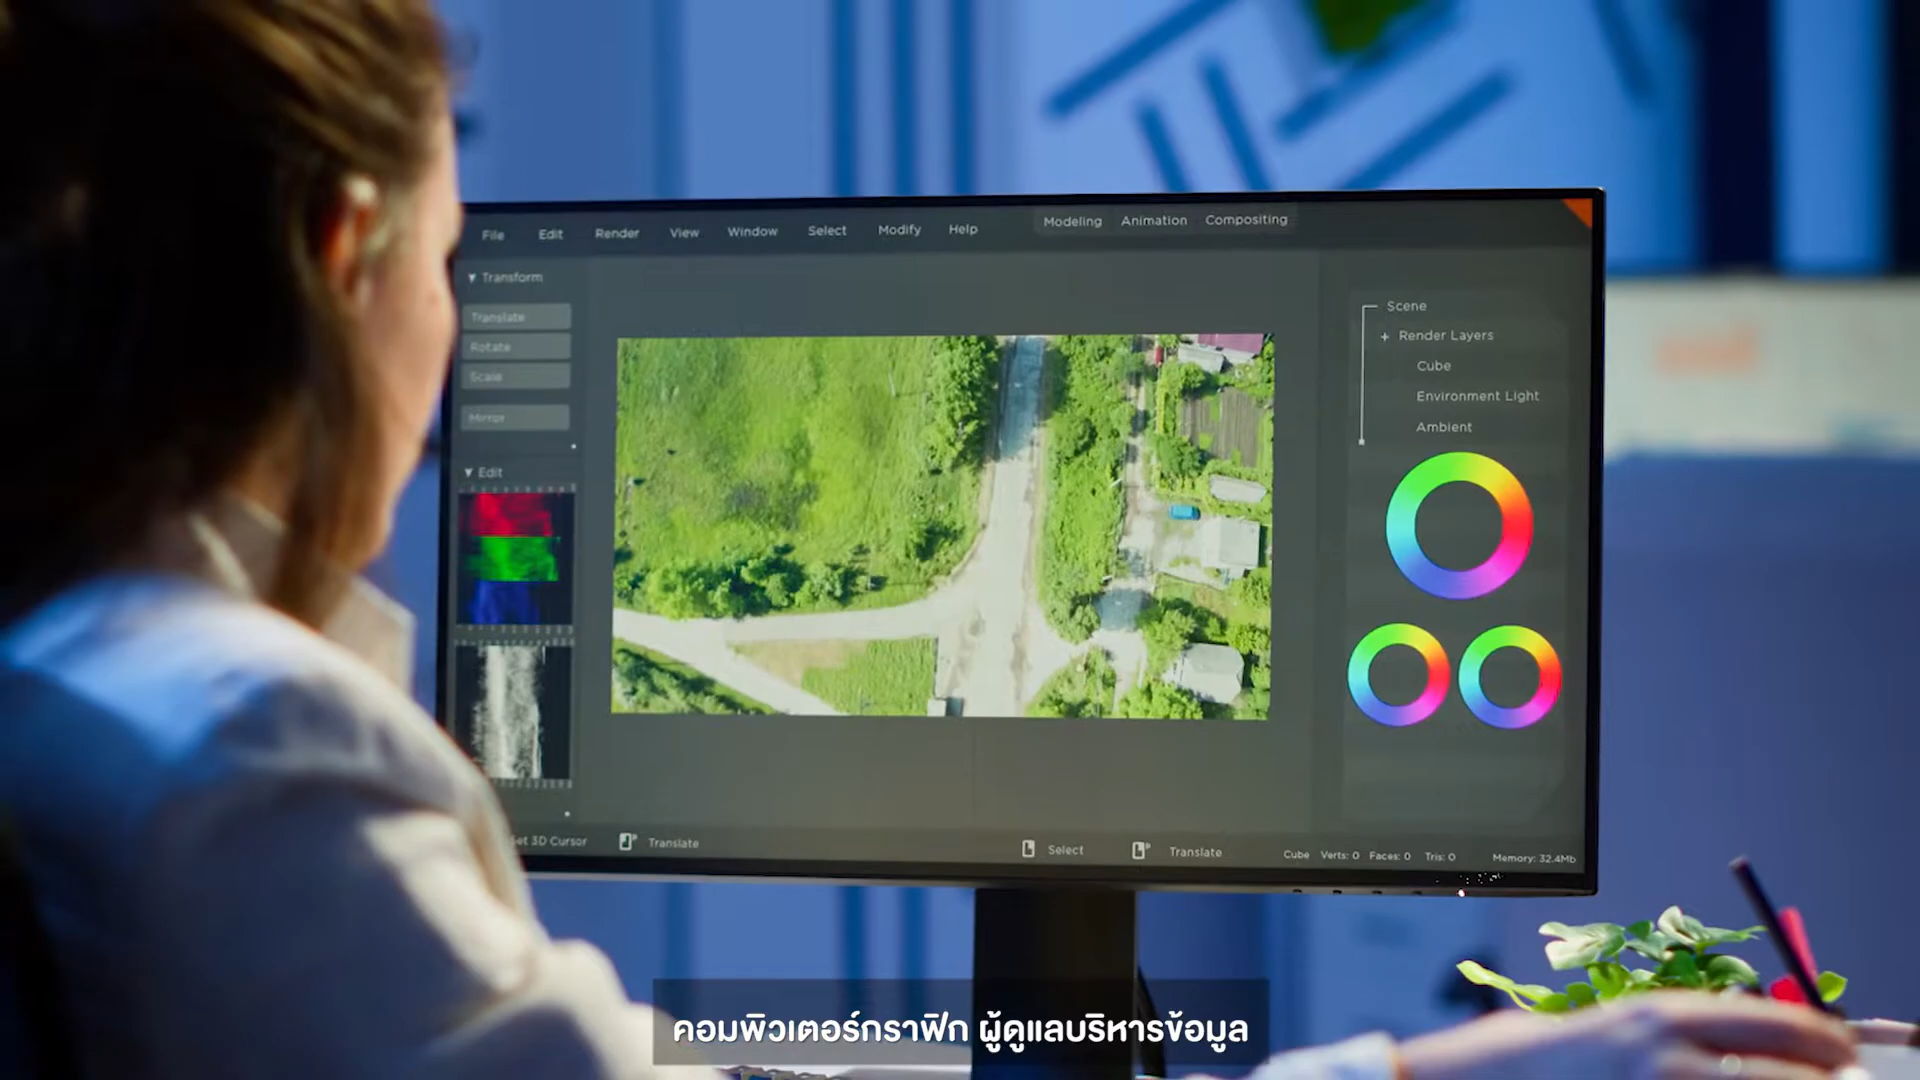 File Edit Render View Window Select Modify Help Modeling Animation Compositing
Transform
Translate
Rotate
Scale
Mirror
Edit
Scene
+ Render Layers
Cube
Environment Light
Ambient
Set 3D Cursor Translate Select Translate Cube Verts: 0 Faces: 0 Tris: 0 Memory: 32.4Mb
คอมพิวเตอร์กราฟิก ผู้ดูแลบริหารข้อมูล